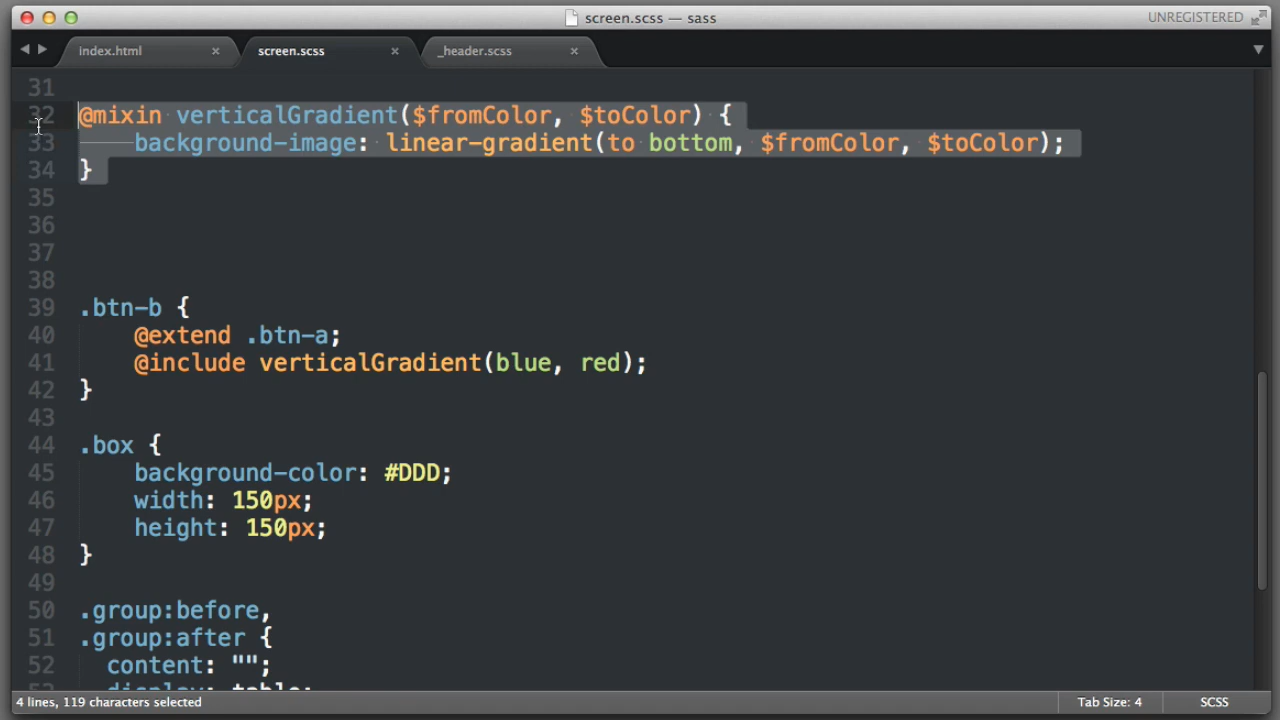 screen.scss — sass
UNREGISTERED
index.html × screen.scss × _header.scss ×
31
32 @mixin verticalGradient($fromColor, $toColor) {
33 background-image: linear-gradient(to bottom, $fromColor, $toColor);
34 }
35
36
37
38
39 .btn-b {
40 @extend .btn-a;
41 @include verticalGradient(blue, red);
42 }
43
44 .box {
45 background-color: #DDD;
46 width: 150px;
47 height: 150px;
48 }
49
50 .group:before,
51 .group:after {
52 content: "";
53 display: table;
4 lines, 119 characters selected
Tab Size: 4
SCSS